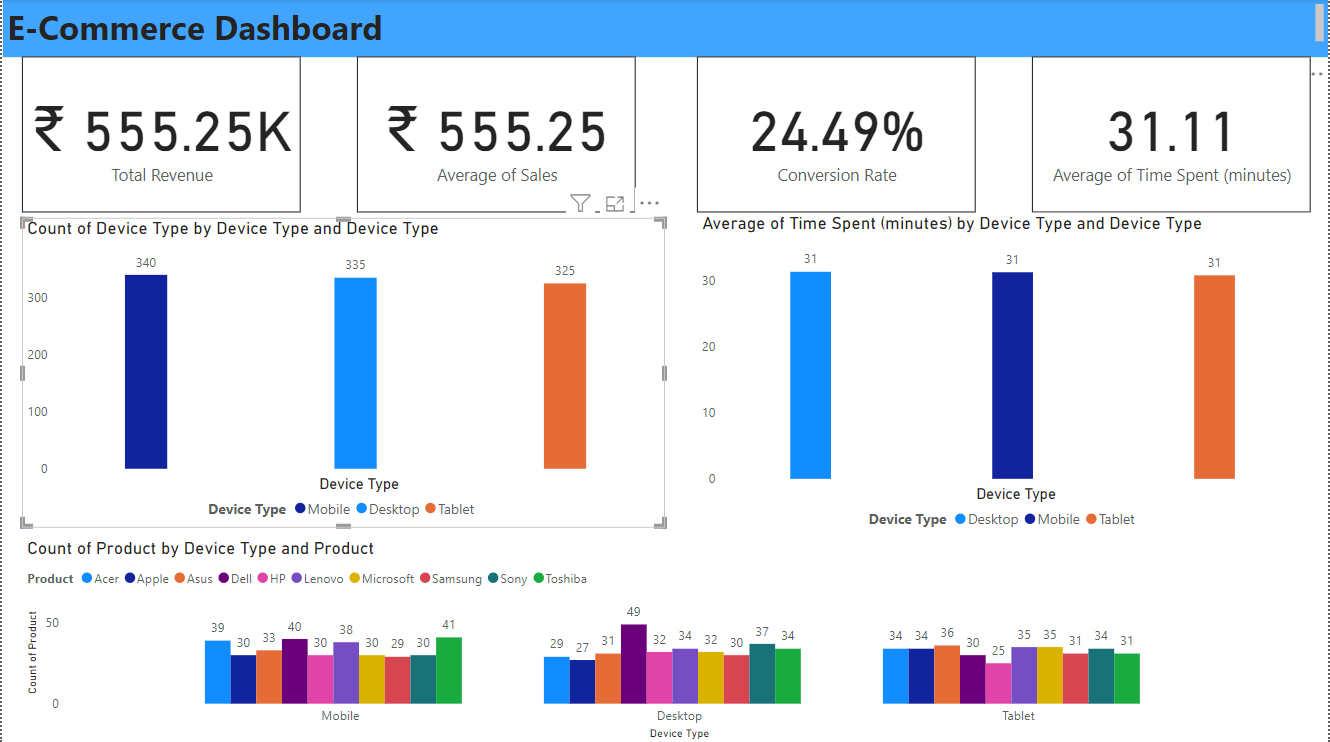 E-Commerce Dashboard
₹ 555.25K
Total Revenue
₹ 555.25
Average of Sales
24.49%
Conversion Rate
31.11
Average of Time Spent (minutes)
Count of Device Type by Device Type and Device Type
340
335
325
300
200
100
0
Device Type
Device Type Mobile Desktop Tablet
Average of Time Spent (minutes) by Device Type and Device Type
31
31
31
30
20
10
0
Device Type
Device Type Desktop Mobile Tablet
Count of Product by Device Type and Product
Product Acer Apple Asus Dell HP Lenovo Microsoft Samsung Sony Toshiba
Count of Product
50
0
39 30 33 40 30 38 30 29 30 41
29 27 31 49 32 34 32 30 37 34
34 34 36 30 25 35 35 31 34 31
Mobile
Desktop
Tablet
Device Type